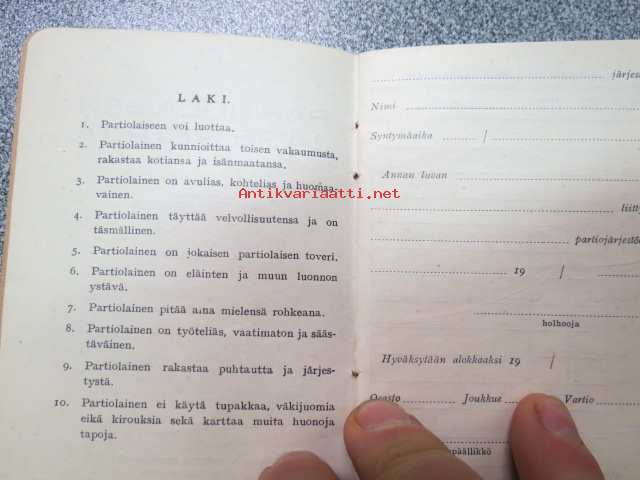 LAKI.
1. Partiolaiseen voi luottaa.
2. Partiolainen kunnioittaa toisen vakaumusta,
rakastaa kotiansa ja isänmaatansa.
3. Partiolainen on avulias, kohtelias ja huomaa-
vainen.
4. Partiolainen täyttää velvollisuutensa ja on
täsmällinen.
5. Partiolainen on jokaisen partiolaisen toveri.
6. Partiolainen on eläinten ja muun luonnon
ystävä.
7. Partiolainen pitää aina mielensä rohkeana.
8. Partiolainen on työteliäs, vaatimaton ja sääs-
täväinen.
9. Partiolainen rakastaa puhtautta ja järjes-
tystä.
10. Partiolainen ei käytä tupakkaa, väkijuomia
eikä kirouksia sekä karttaa muita huonoja
tapoja.
Antikvariaatti.net
järjes
Nimi
Syntymäaika /
Annan luvan
liitty
partiojärjestöö
19 /
holhooja
Hyväksytään alokkaaksi 19 /
Osasto Joukkue Vartio
päällikkö